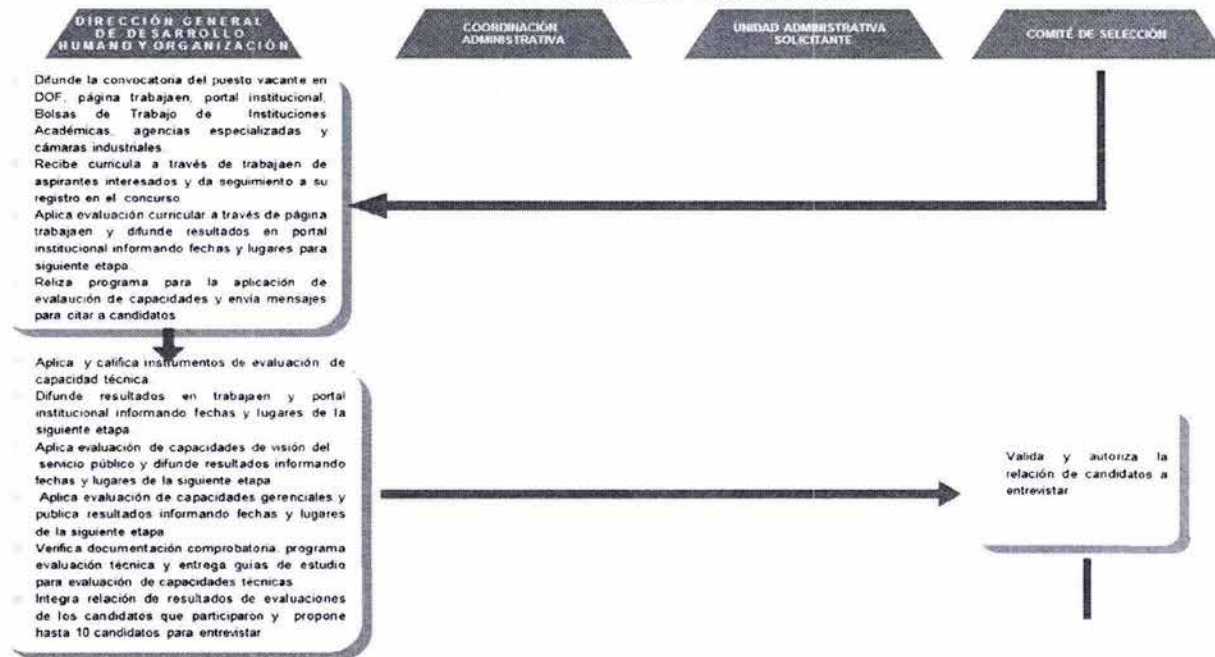 DIRECCIÓN GENERAL
DE DESARROLLO
HUMANO Y ORGANIZACIÓN
COORDINACIÓN
ADMINISTRATIVA
UNIDAD ADMINISTRATIVA
SOLICITANTE
COMITÉ DE SELECCIÓN
Difunde la convocatoria del puesto vacante en
DOF, página trabajaen, portal institucional,
Bolsas de Trabajo de Instituciones
Académicas, agencias especializadas y
cámaras industriales.
Recibe curricula a través de trabajaen de
aspirantes interesados y da seguimiento a su
registro en el concurso
Aplica evaluación curricular a través de página
trabajaen y difunde resultados en portal
institucional informando fechas y lugares para
siguiente etapa.
Reliza programa para la aplicación de
evalaución de capacidades y envía mensajes
para citar a candidatos
Aplica y califica instrumentos de evaluación de
capacidad técnica
Difunde resultados en trabajaen y portal
institucional informando fechas y lugares de la
siguiente etapa
Aplica evaluación de capacidades de visión del
servicio público y difunde resultados informando
fechas y lugares de la siguiente etapa
Aplica evaluación de capacidades gerenciales y
publica resultados informando fechas y lugares
de la siguiente etapa
Verifica documentación comprobatoria, programa
evaluación técnica y entrega guías de estudio
para evaluación de capacidades técnicas
Integra relación de resultados de evaluaciones
de los candidatos que participaron y propone
hasta 10 candidatos para entrevistar
Valida y autoriza la
relación de candidatos a
entrevistar